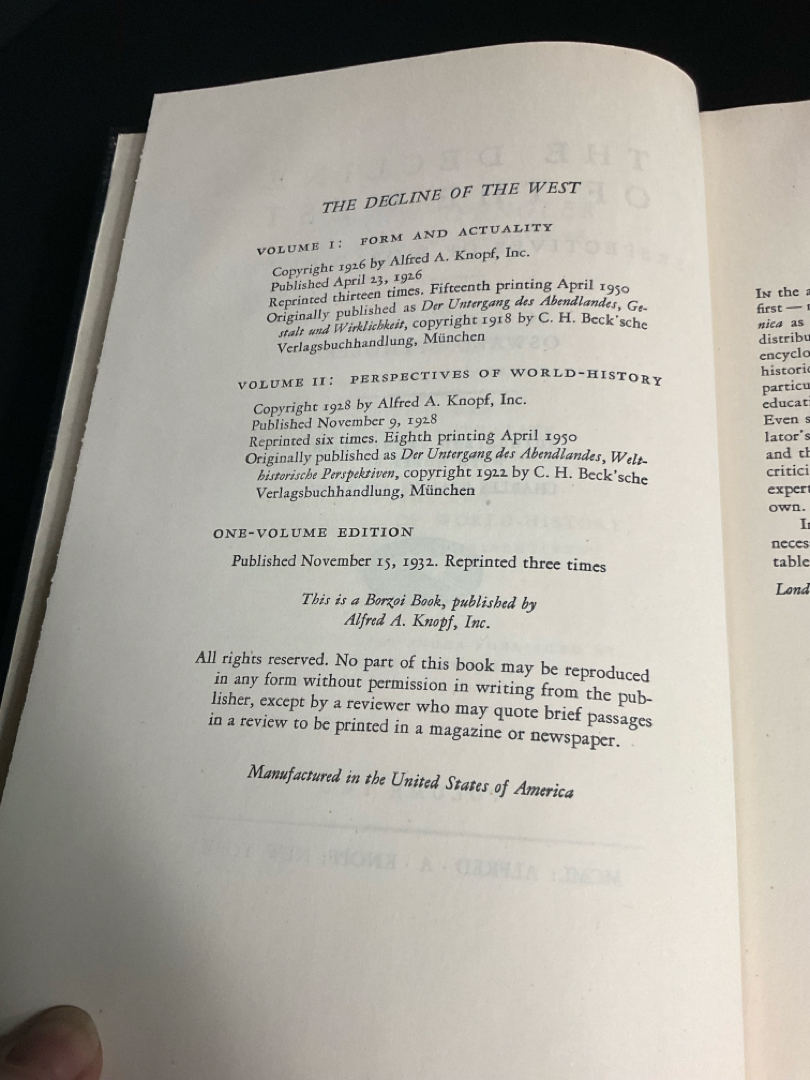 THE DECLINE OF THE WEST
VOLUME I: FORM AND ACTUALITY
Copyright 1926 by Alfred A. Knopf, Inc.
Published April 23, 1926
Reprinted thirteen times. Fifteenth printing April 1950
Originally published as Der Untergang des Abendlandes, Ge-
stalt und Wirklichkeit, copyright 1918 by C. H. Beck'sche
Verlagsbuchhandlung, München
VOLUME II: PERSPECTIVES OF WORLD-HISTORY
Copyright 1928 by Alfred A. Knopf, Inc.
Published November 9, 1928
Reprinted six times. Eighth printing April 1950
Originally published as Der Untergang des Abendlandes, Welt-
historische Perspektiven, copyright 1922 by C. H. Beck'sche
Verlagsbuchhandlung, München
ONE-VOLUME EDITION
Published November 15, 1932. Reprinted three times
This is a Borzoi Book, published by
Alfred A. Knopf, Inc.
All rights reserved. No part of this book may be reproduced
in any form without permission in writing from the pub-
lisher, except by a reviewer who may quote brief passages
in a review to be printed in a magazine or newspaper.
Manufactured in the United States of America
In the
first —
nica as
distribu
encyclo
historic
particu
educat
Even s
lator's
and th
critici
expert
own.
I
neces
table
Lond